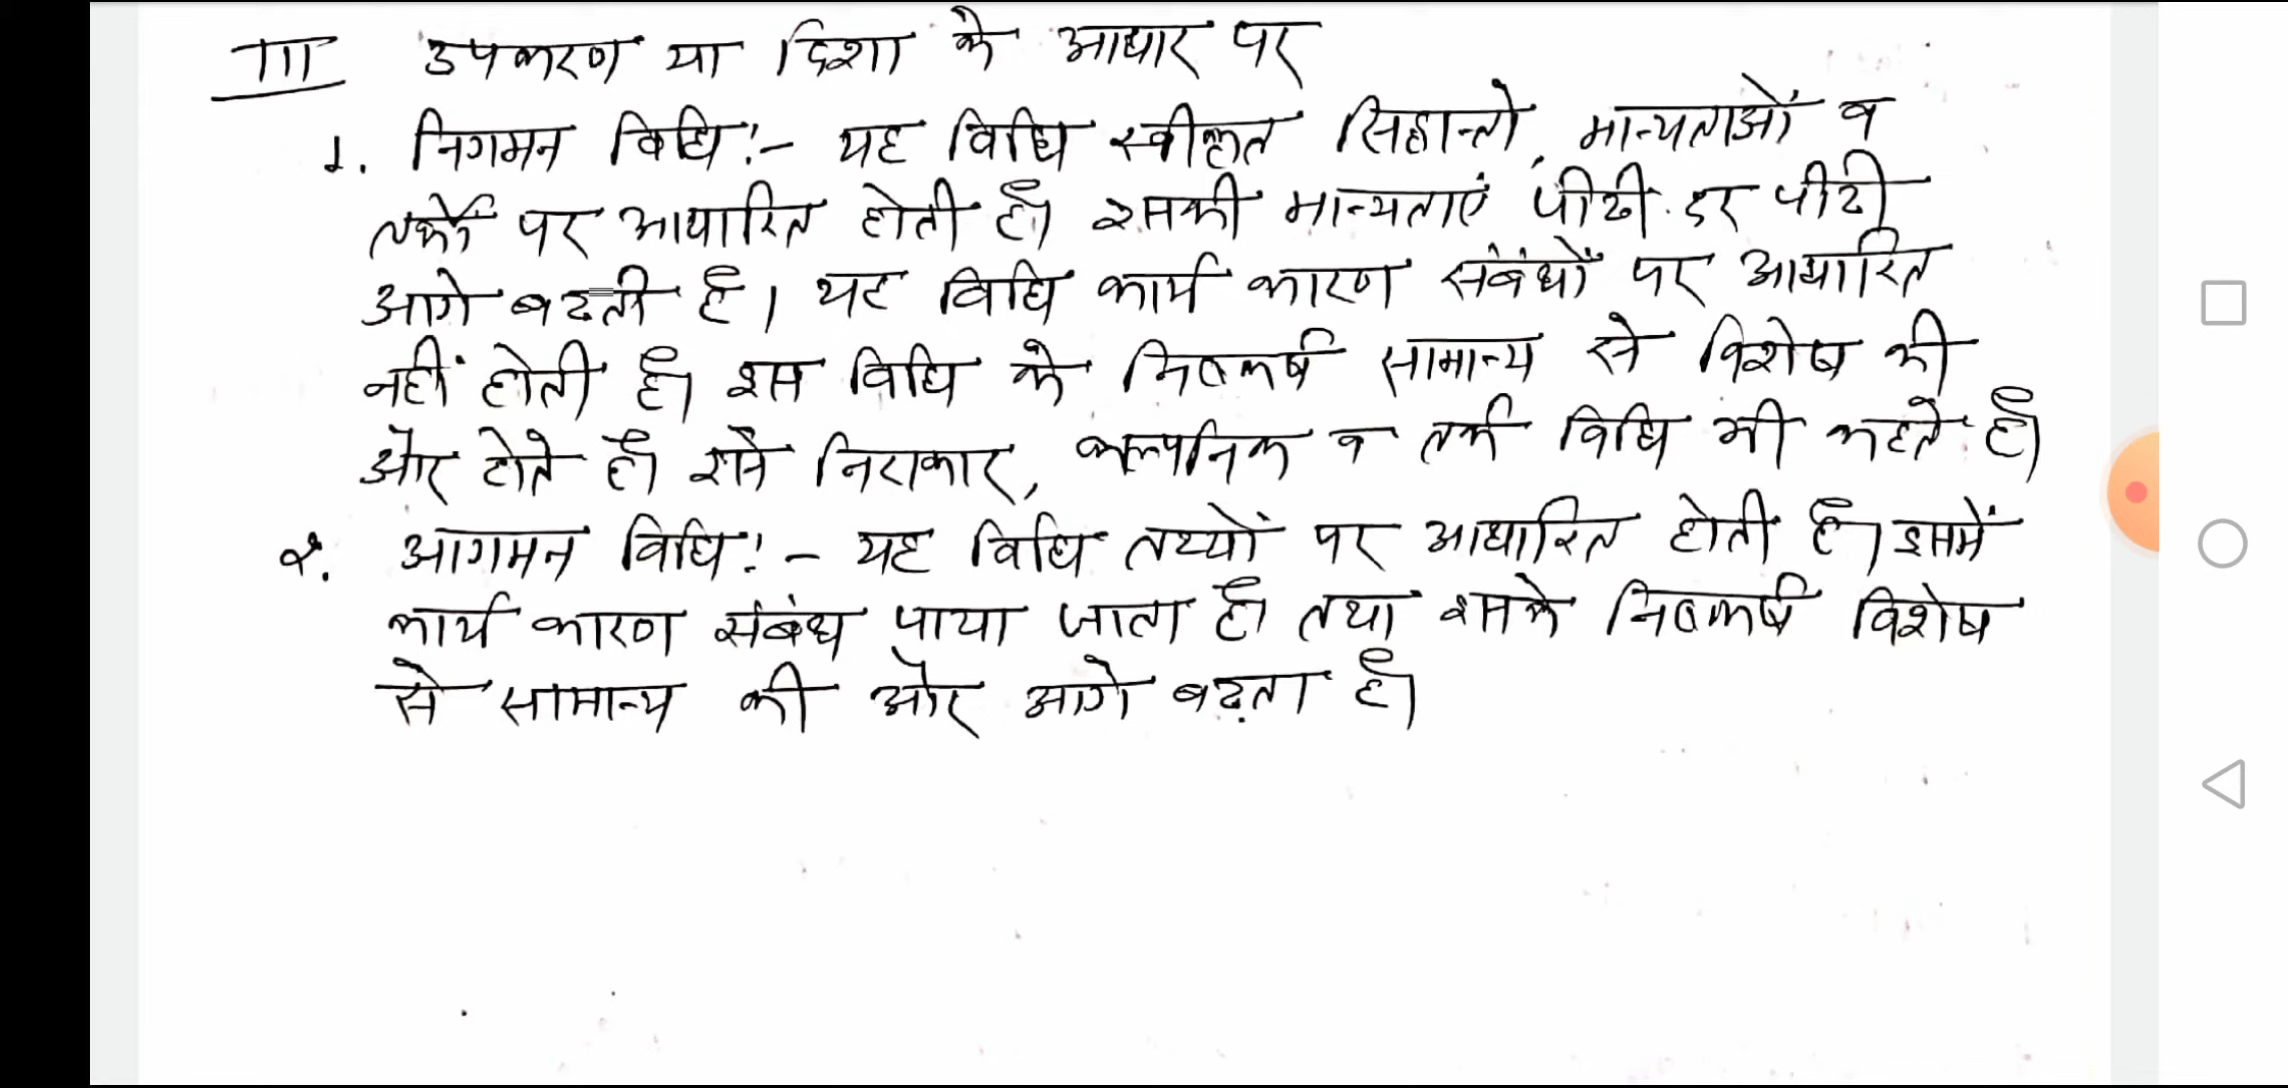 III उपकरण या दिशा के आधार पर
1. निगमन विधि:- यह विधि स्वीकृत सिद्धान्तो, मान्यताओं व
तर्को पर आधारित होती है। इसकी मान्यताएं पीढी दर पीढी
आगे बढती है। यह विधि कार्य कारण संबंधों पर आधारित
नहीं होती है। इस विधि के निष्कर्ष सामान्य से विशेष की
ओर होते है। इसे निराकार, कल्पनिक व तर्क विधि भी कहते है।
2. आगमन विधि:- यह विधि तथ्यों पर आधारित होती है। इसमें
कार्य कारण संबंध पाया जाता है। तथा इसके निष्कर्ष विशेष
से सामान्य की ओर आगे बढ़ता है।